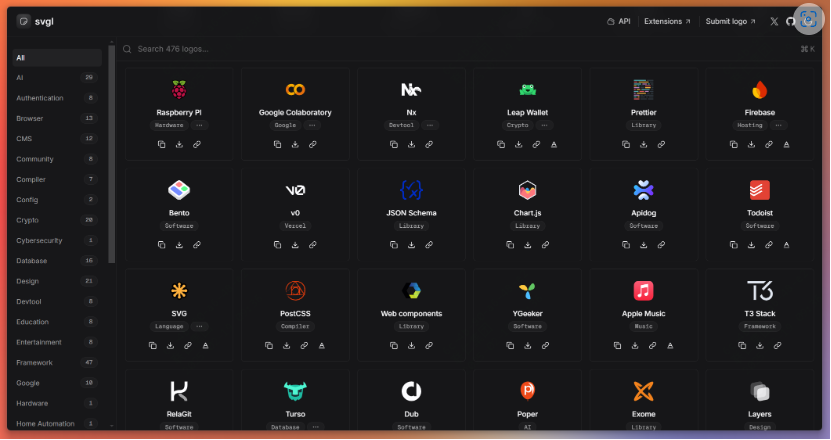 svgl
API
Extensions
Submit logo
Search 476 logos...
⌘ K
All
AI 29
Authentication 8
Browser 13
CMS 12
Community 6
Compiler 7
Config 2
Crypto 20
Cybersecurity 1
Database 16
Design 21
Devtool 8
Education 9
Entertainment 6
Framework 47
Google 10
Hardware 1
Home Automation 1
Raspberry PI
Hardware ...
Google Colaboratory
Google ...
Nx
Devtool ...
Leap Wallet
Crypto ...
Prettier
Library
Firebase
Hosting ...
Bento
Software
v0
Vercel
JSON Schema
Library
Chart.js
Library
Apidog
Software
Todoist
Software
SVG
Language ...
PostCSS
Compiler
Web components
Library
YGeeker
Software
Apple Music
Music
T3
T3 Stack
Framework
RelaGit
Software
Turso
Database ...
Dub
Software
Poper
AI
Exome
Library
Layers
Design